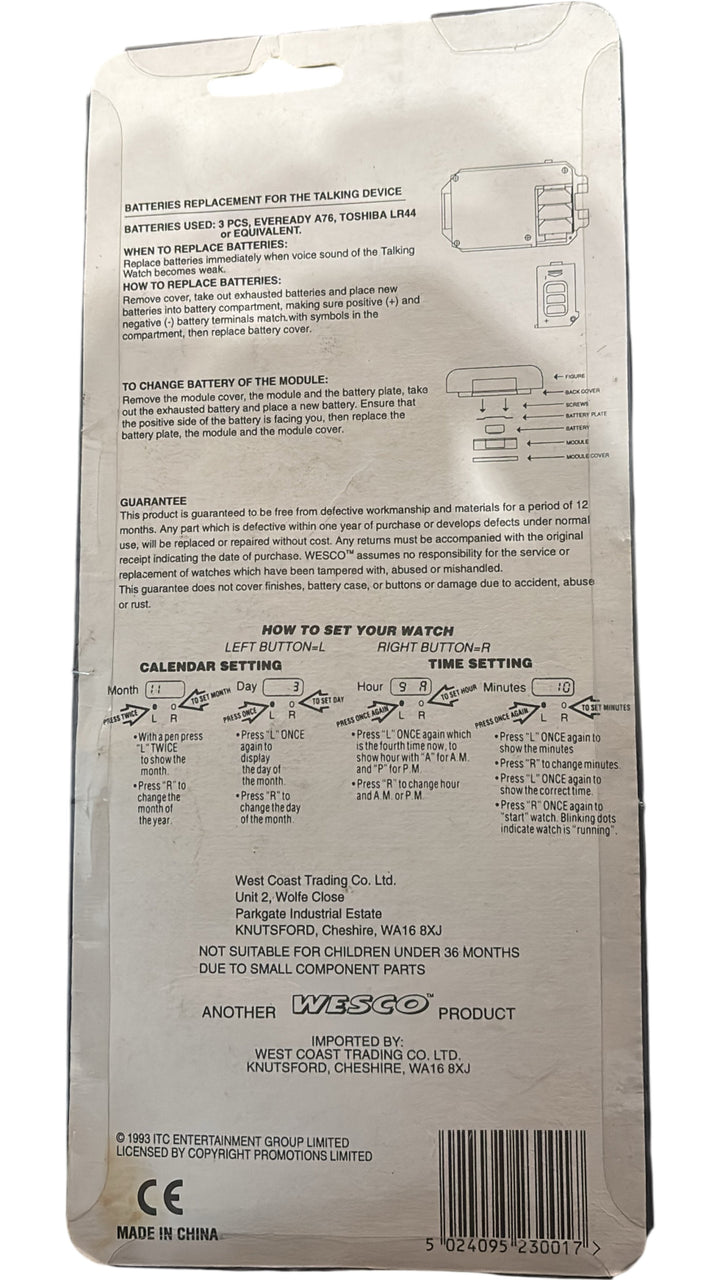 BATTERIES REPLACEMENT FOR THE TALKING DEVICE
BATTERIES USED: 3 PCS, EVEREADY A76, TOSHIBA LR44
or EQUIVALENT.
WHEN TO REPLACE BATTERIES:
Replace batteries immediately when voice sound of the Talking
Watch becomes weak.
HOW TO REPLACE BATTERIES:
Remove cover, take out exhausted batteries and place new
batteries into battery compartment, making sure positive (+) and
negative (-) battery terminals match.with symbols in the
compartment, then replace battery cover.
TO CHANGE BATTERY OF THE MODULE:
Remove the module cover, the module and the battery plate, take
out the exhausted battery and place a new battery. Ensure that
the positive side of the battery is facing you, then replace the
battery plate, the module and the module cover.
FIGURE
BACK COVER
SCREWS
BATTERY PLATE
BATTERY
MODULE
MODULE COVER
GUARANTEE
This product is guaranteed to be free from defective workmanship and materials for a period of 12
months. Any part which is defective within one year of purchase or develops defects under normal
use, will be replaced or repaired without cost. Any returns must be accompanied with the original
receipt indicating the date of purchase. WESCO™ assumes no responsibility for the service or
replacement of watches which have been tampered with, abused or mishandled.
This guarantee does not cover finishes, battery case, or buttons or damage due to accident, abuse
or rust.
HOW TO SET YOUR WATCH
LEFT BUTTON=L RIGHT BUTTON=R
CALENDAR SETTING TIME SETTING
Month 11 TO SET MONTH Day 3 TO SET DAY Hour 9 A TO SET HOUR Minutes 10 TO SET MINUTES
PRESS TWICE L R PRESS ONCE L R PRESS ONCE AGAIN L R PRESS ONCE AGAIN L R
•With a pen press
"L" TWICE
to show the
month.
•Press "R" to
change the
month of
the year.
•Press "L" ONCE
again to
display
the day of
the month.
•Press "R" to
change the day
of the month.
•Press "L" ONCE again which
is the fourth time now, to
show hour with "A" for A.M.
and "P" for P.M.
•Press "R" to change hour
and A.M. or P.M.
•Press "L" ONCE again to
show the minutes
•Press "R" to change minutes.
•Press "L" ONCE again to
show the correct time.
•Press "R" ONCE again to
"start" watch. Blinking dots
indicate watch is "running".
West Coast Trading Co. Ltd.
Unit 2, Wolfe Close
Parkgate Industrial Estate
KNUTSFORD, Cheshire, WA16 8XJ
NOT SUITABLE FOR CHILDREN UNDER 36 MONTHS
DUE TO SMALL COMPONENT PARTS
ANOTHER WESCO™ PRODUCT
IMPORTED BY:
WEST COAST TRADING CO. LTD.
KNUTSFORD, CHESHIRE, WA16 8XJ
© 1993 ITC ENTERTAINMENT GROUP LIMITED
LICENSED BY COPYRIGHT PROMOTIONS LIMITED
CE
MADE IN CHINA
5 024095 230017 >